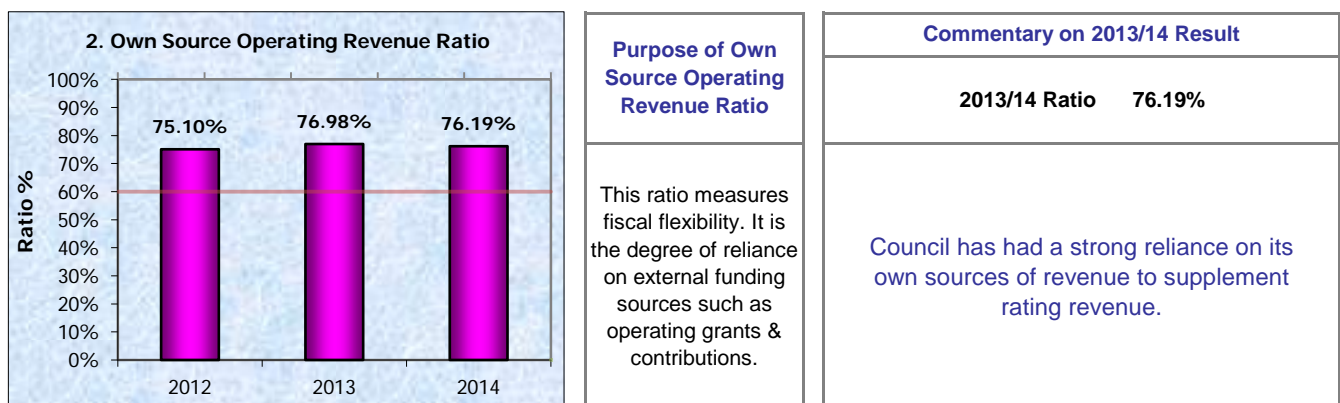 2. Own Source Operating Revenue Ratio
100%
90%
80%
70%
60%
50%
40%
30%
20%
10%
0%
Ratio %
75.10%
76.98%
76.19%
2012
2013
2014
Purpose of Own
Source Operating
Revenue Ratio
This ratio measures
fiscal flexibility. It is
the degree of reliance
on external funding
sources such as
operating grants &
contributions.
Commentary on 2013/14 Result
2013/14 Ratio 76.19%
Council has had a strong reliance on its
own sources of revenue to supplement
rating revenue.